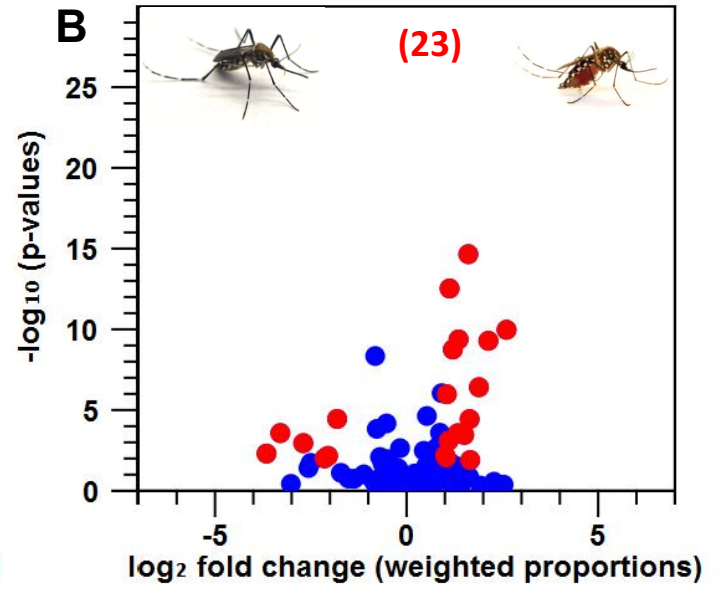 B
(23)
25
20
15
10
5
0
-log₁₀ (p-values)
-5 0 5
log₂ fold change (weighted proportions)